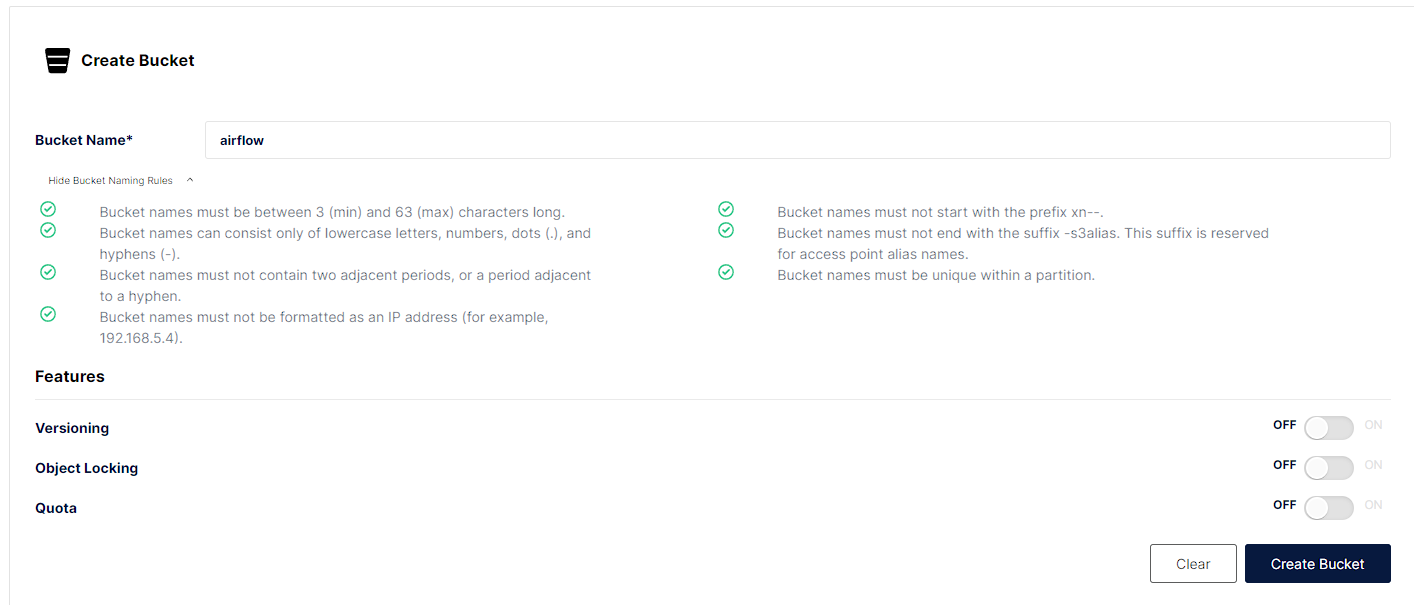 Create Bucket
Bucket Name*
airflow
Hide Bucket Naming Rules
Bucket names must be between 3 (min) and 63 (max) characters long.
Bucket names can consist only of lowercase letters, numbers, dots (.), and
hyphens (-).
Bucket names must not contain two adjacent periods, or a period adjacent
to a hyphen.
Bucket names must not be formatted as an IP address (for example,
192.168.5.4).
Bucket names must not start with the prefix xn--.
Bucket names must not end with the suffix -s3alias. This suffix is reserved
for access point alias names.
Bucket names must be unique within a partition.
Features
Versioning
OFF ON
Object Locking
OFF ON
Quota
OFF ON
Clear
Create Bucket